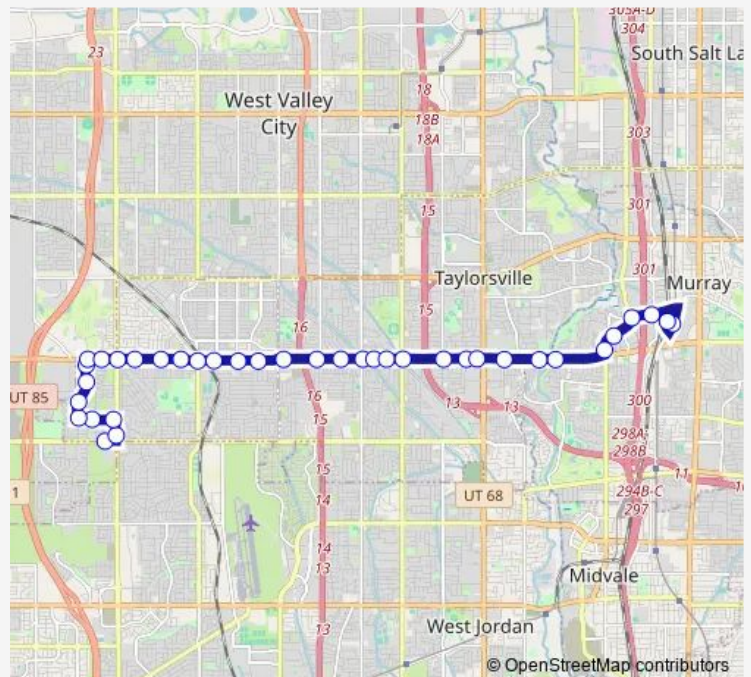 305A-D
304
South Salt La
23
18
West Valley
City
18B
18A
303
15
301
Taylorsville
301
Murray
15
16
UT 85
16
15
13
13
300
298A;
298B
11
15
14
1
UT 68
294B-C
297
14
13
Midvale
West Jordan
13
© OpenStreetMap contributors